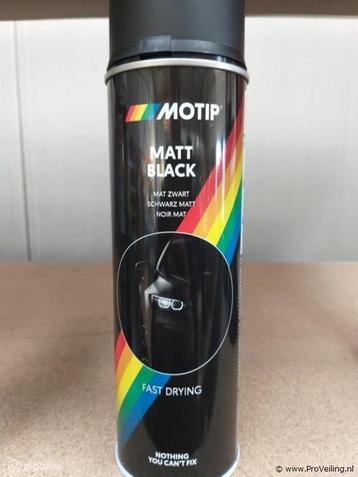 MOTIP
MATT
BLACK
MAT ZWART
SCHWARZ MATT
NOIR MAT
FAST DRYING
NOTHING
YOU CAN'T FIX
© www.ProVeiling.nl